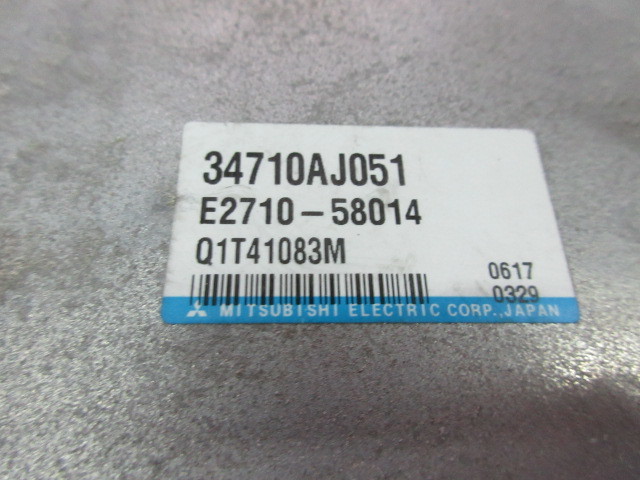 34710AJ051
E2710-58014
Q1T41083M
0617
0329
MITSUBISHI ELECTRIC CORP., JAPAN